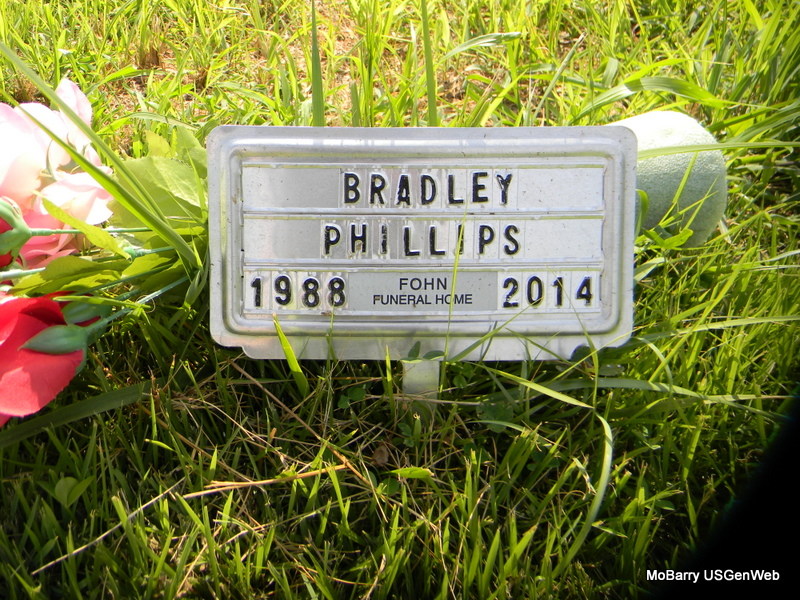 BRADLEY
PHILLIPS
1988 FOHN FUNERAL HOME 2014
MoBarry USGenWeb